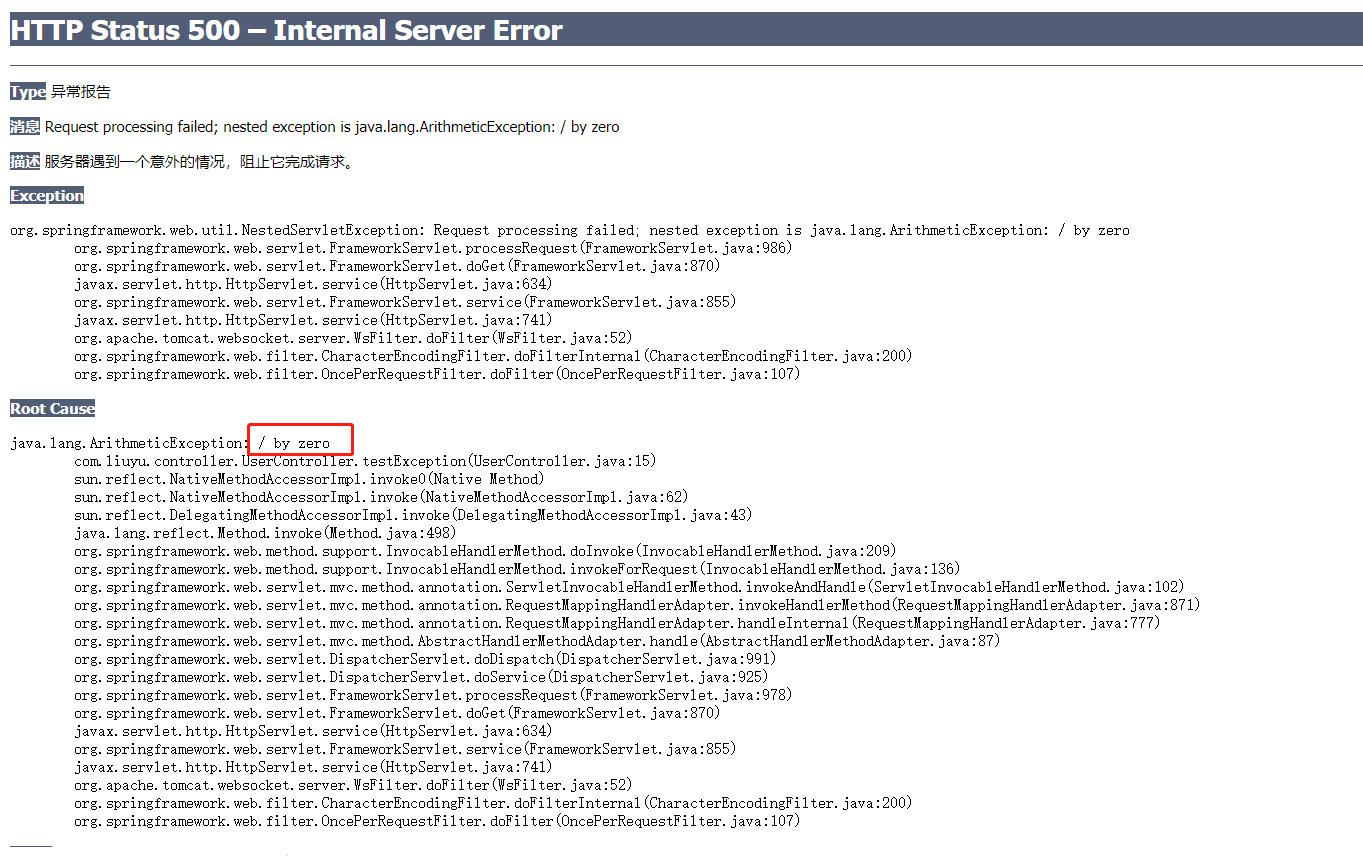 HTTP Status 500 – Internal Server Error
Type 异常报告
消息 Request processing failed; nested exception is java.lang.ArithmeticException: / by zero
描述 服务器遇到一个意外的情况，阻止它完成请求。
Exception
org.springframework.web.util.NestedServletException: Request processing failed; nested exception is java.lang.ArithmeticException: / by zero
org.springframework.web.servlet.FrameworkServlet.processRequest(FrameworkServlet.java:986)
org.springframework.web.servlet.FrameworkServlet.doGet(FrameworkServlet.java:870)
javax.servlet.http.HttpServlet.service(HttpServlet.java:634)
org.springframework.web.servlet.FrameworkServlet.service(FrameworkServlet.java:855)
javax.servlet.http.HttpServlet.service(HttpServlet.java:741)
org.apache.tomcat.websocket.server.WsFilter.doFilter(WsFilter.java:52)
org.springframework.web.filter.CharacterEncodingFilter.doFilterInternal(CharacterEncodingFilter.java:200)
org.springframework.web.filter.OncePerRequestFilter.doFilter(OncePerRequestFilter.java:107)
Root Cause
java.lang.ArithmeticException: / by zero
com.liuyu.controller.UserController.testException(UserController.java:15)
sun.reflect.NativeMethodAccessorImpl.invoke0(Native Method)
sun.reflect.NativeMethodAccessorImpl.invoke(NativeMethodAccessorImpl.java:62)
sun.reflect.DelegatingMethodAccessorImpl.invoke(DelegatingMethodAccessorImpl.java:43)
java.lang.reflect.Method.invoke(Method.java:498)
org.springframework.web.method.support.InvocableHandlerMethod.doInvoke(InvocableHandlerMethod.java:209)
org.springframework.web.method.support.InvocableHandlerMethod.invokeForRequest(InvocableHandlerMethod.java:136)
org.springframework.web.servlet.mvc.method.annotation.ServletInvocableHandlerMethod.invokeAndHandle(ServletInvocableHandlerMethod.java:102)
org.springframework.web.servlet.mvc.method.annotation.RequestMappingHandlerAdapter.invokeHandlerMethod(RequestMappingHandlerAdapter.java:871)
org.springframework.web.servlet.mvc.method.annotation.RequestMappingHandlerAdapter.handleInternal(RequestMappingHandlerAdapter.java:777)
org.springframework.web.servlet.mvc.method.AbstractHandlerMethodAdapter.handle(AbstractHandlerMethodAdapter.java:87)
org.springframework.web.servlet.DispatcherServlet.doDispatch(DispatcherServlet.java:991)
org.springframework.web.servlet.DispatcherServlet.doService(DispatcherServlet.java:925)
org.springframework.web.servlet.FrameworkServlet.processRequest(FrameworkServlet.java:978)
org.springframework.web.servlet.FrameworkServlet.doGet(FrameworkServlet.java:870)
javax.servlet.http.HttpServlet.service(HttpServlet.java:634)
org.springframework.web.servlet.FrameworkServlet.service(FrameworkServlet.java:855)
javax.servlet.http.HttpServlet.service(HttpServlet.java:741)
org.apache.tomcat.websocket.server.WsFilter.doFilter(WsFilter.java:52)
org.springframework.web.filter.CharacterEncodingFilter.doFilterInternal(CharacterEncodingFilter.java:200)
org.springframework.web.filter.OncePerRequestFilter.doFilter(OncePerRequestFilter.java:107)